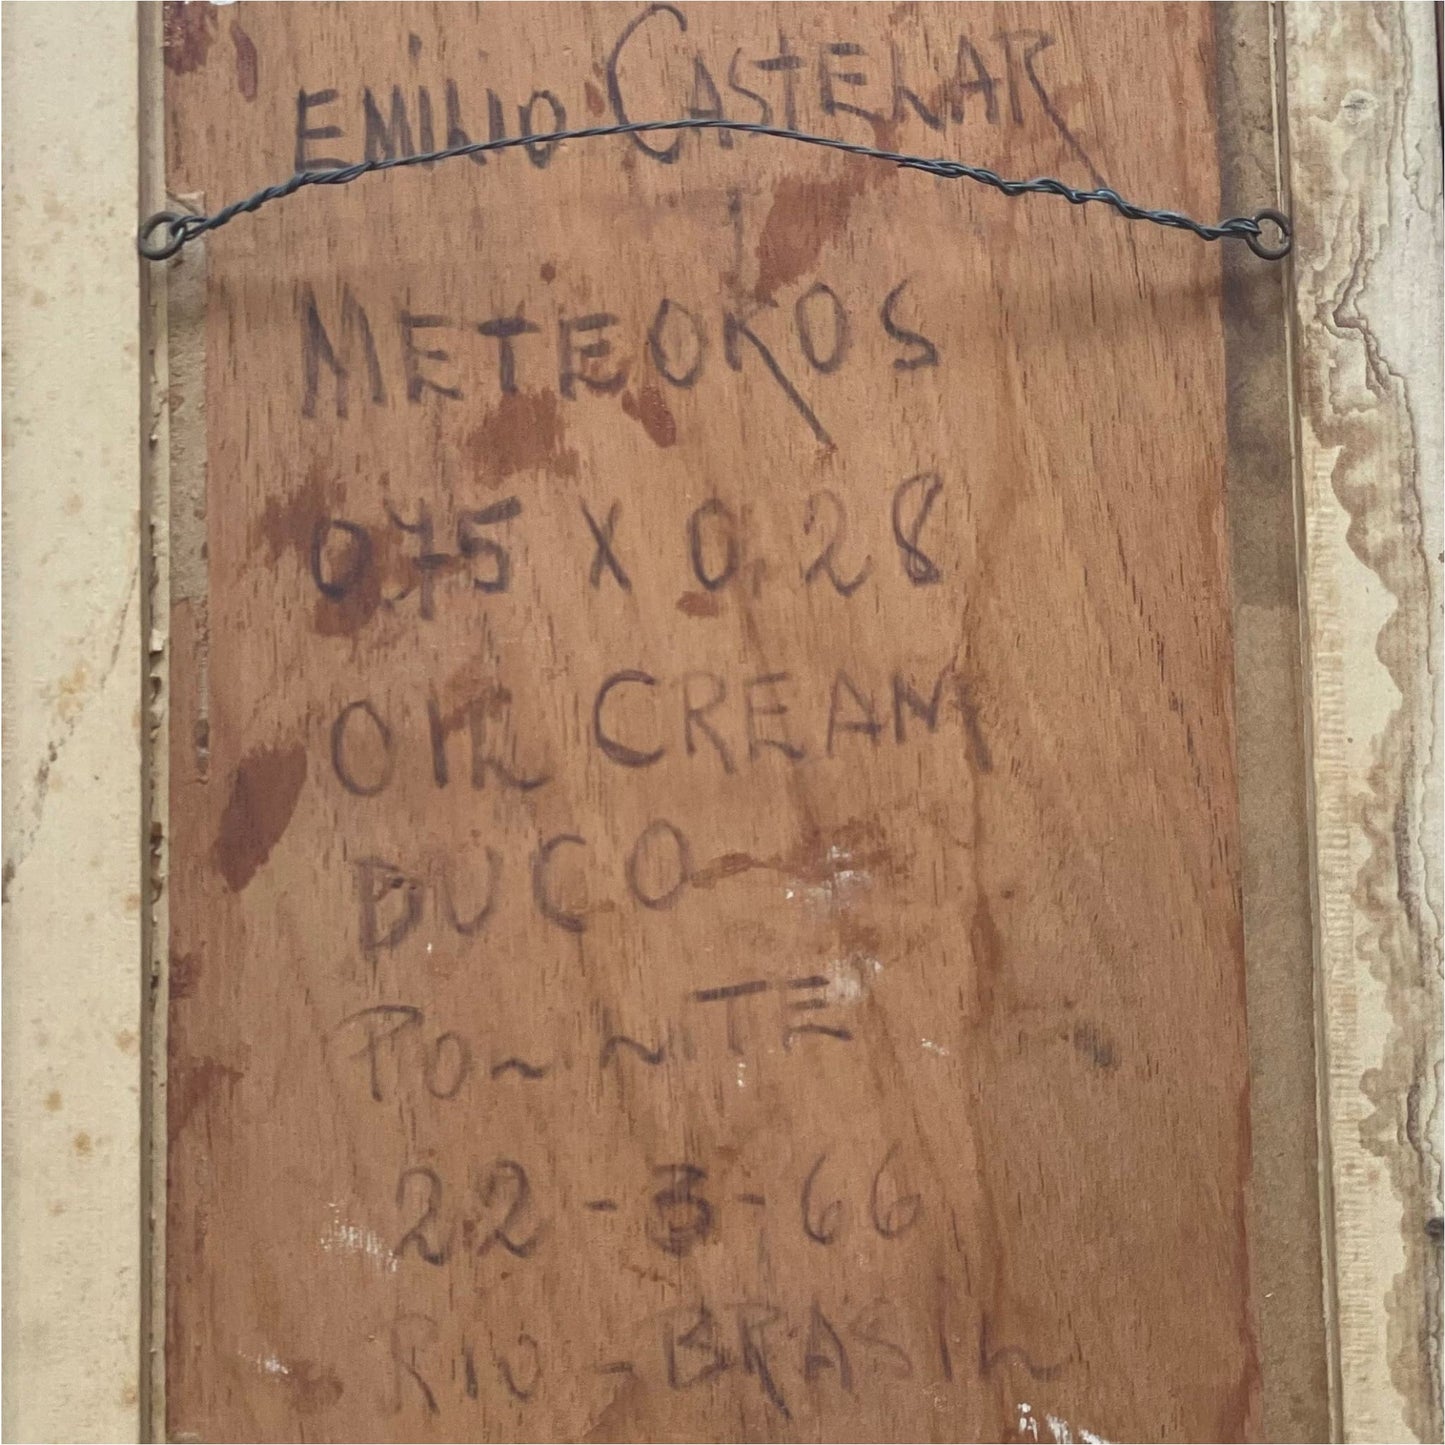 EMILIO CASTELAR
METEOROS
0,75 X 0,28
OIL CREAM
DUCO
22 - 3 - 66
RIO - BRASIL